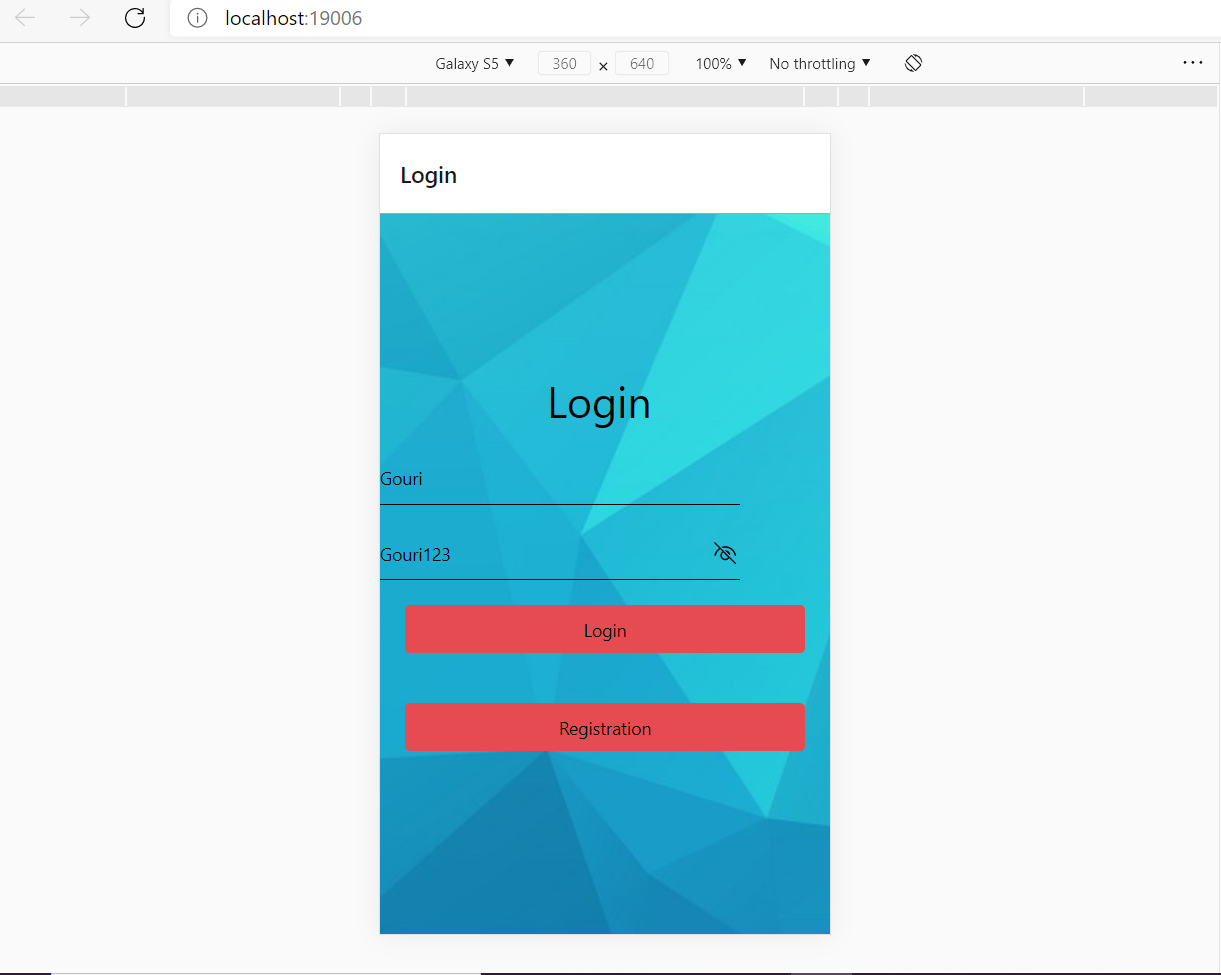 localhost:19006
Galaxy S5 360 × 640 100% No throttling
Login
Login
Gouri
Gouri123
Login
Registration